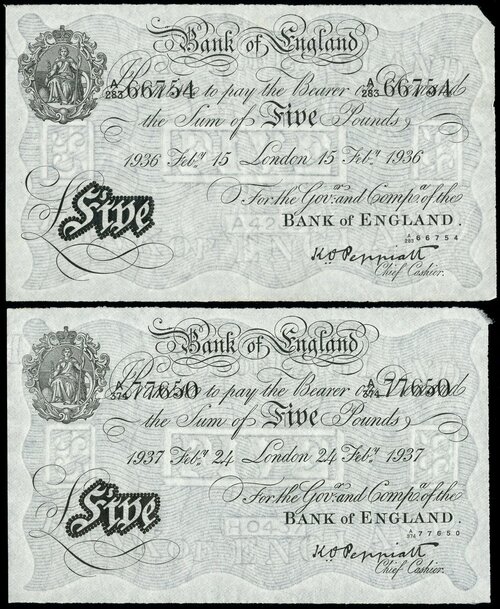 Bank of England
A/283 66754 A/283 66754
Promise to pay the Bearer on Demand
the Sum of Five Pounds
1936 Feby. 15 London 15 Feby. 1936
For the Govr. and Compa. of the
BANK of ENGLAND.
Five
A/283 66754
K O Peppiatt
Chief Cashier.
Bank of England
A/374 77650 A/374 77650
Promise to pay the Bearer on Demand
the Sum of Five Pounds
1937 Feby. 24 London 24 Feby. 1937
For the Govr. and Compa. of the
BANK of ENGLAND.
Five
A/374 77650
K O Peppiatt
Chief Cashier.